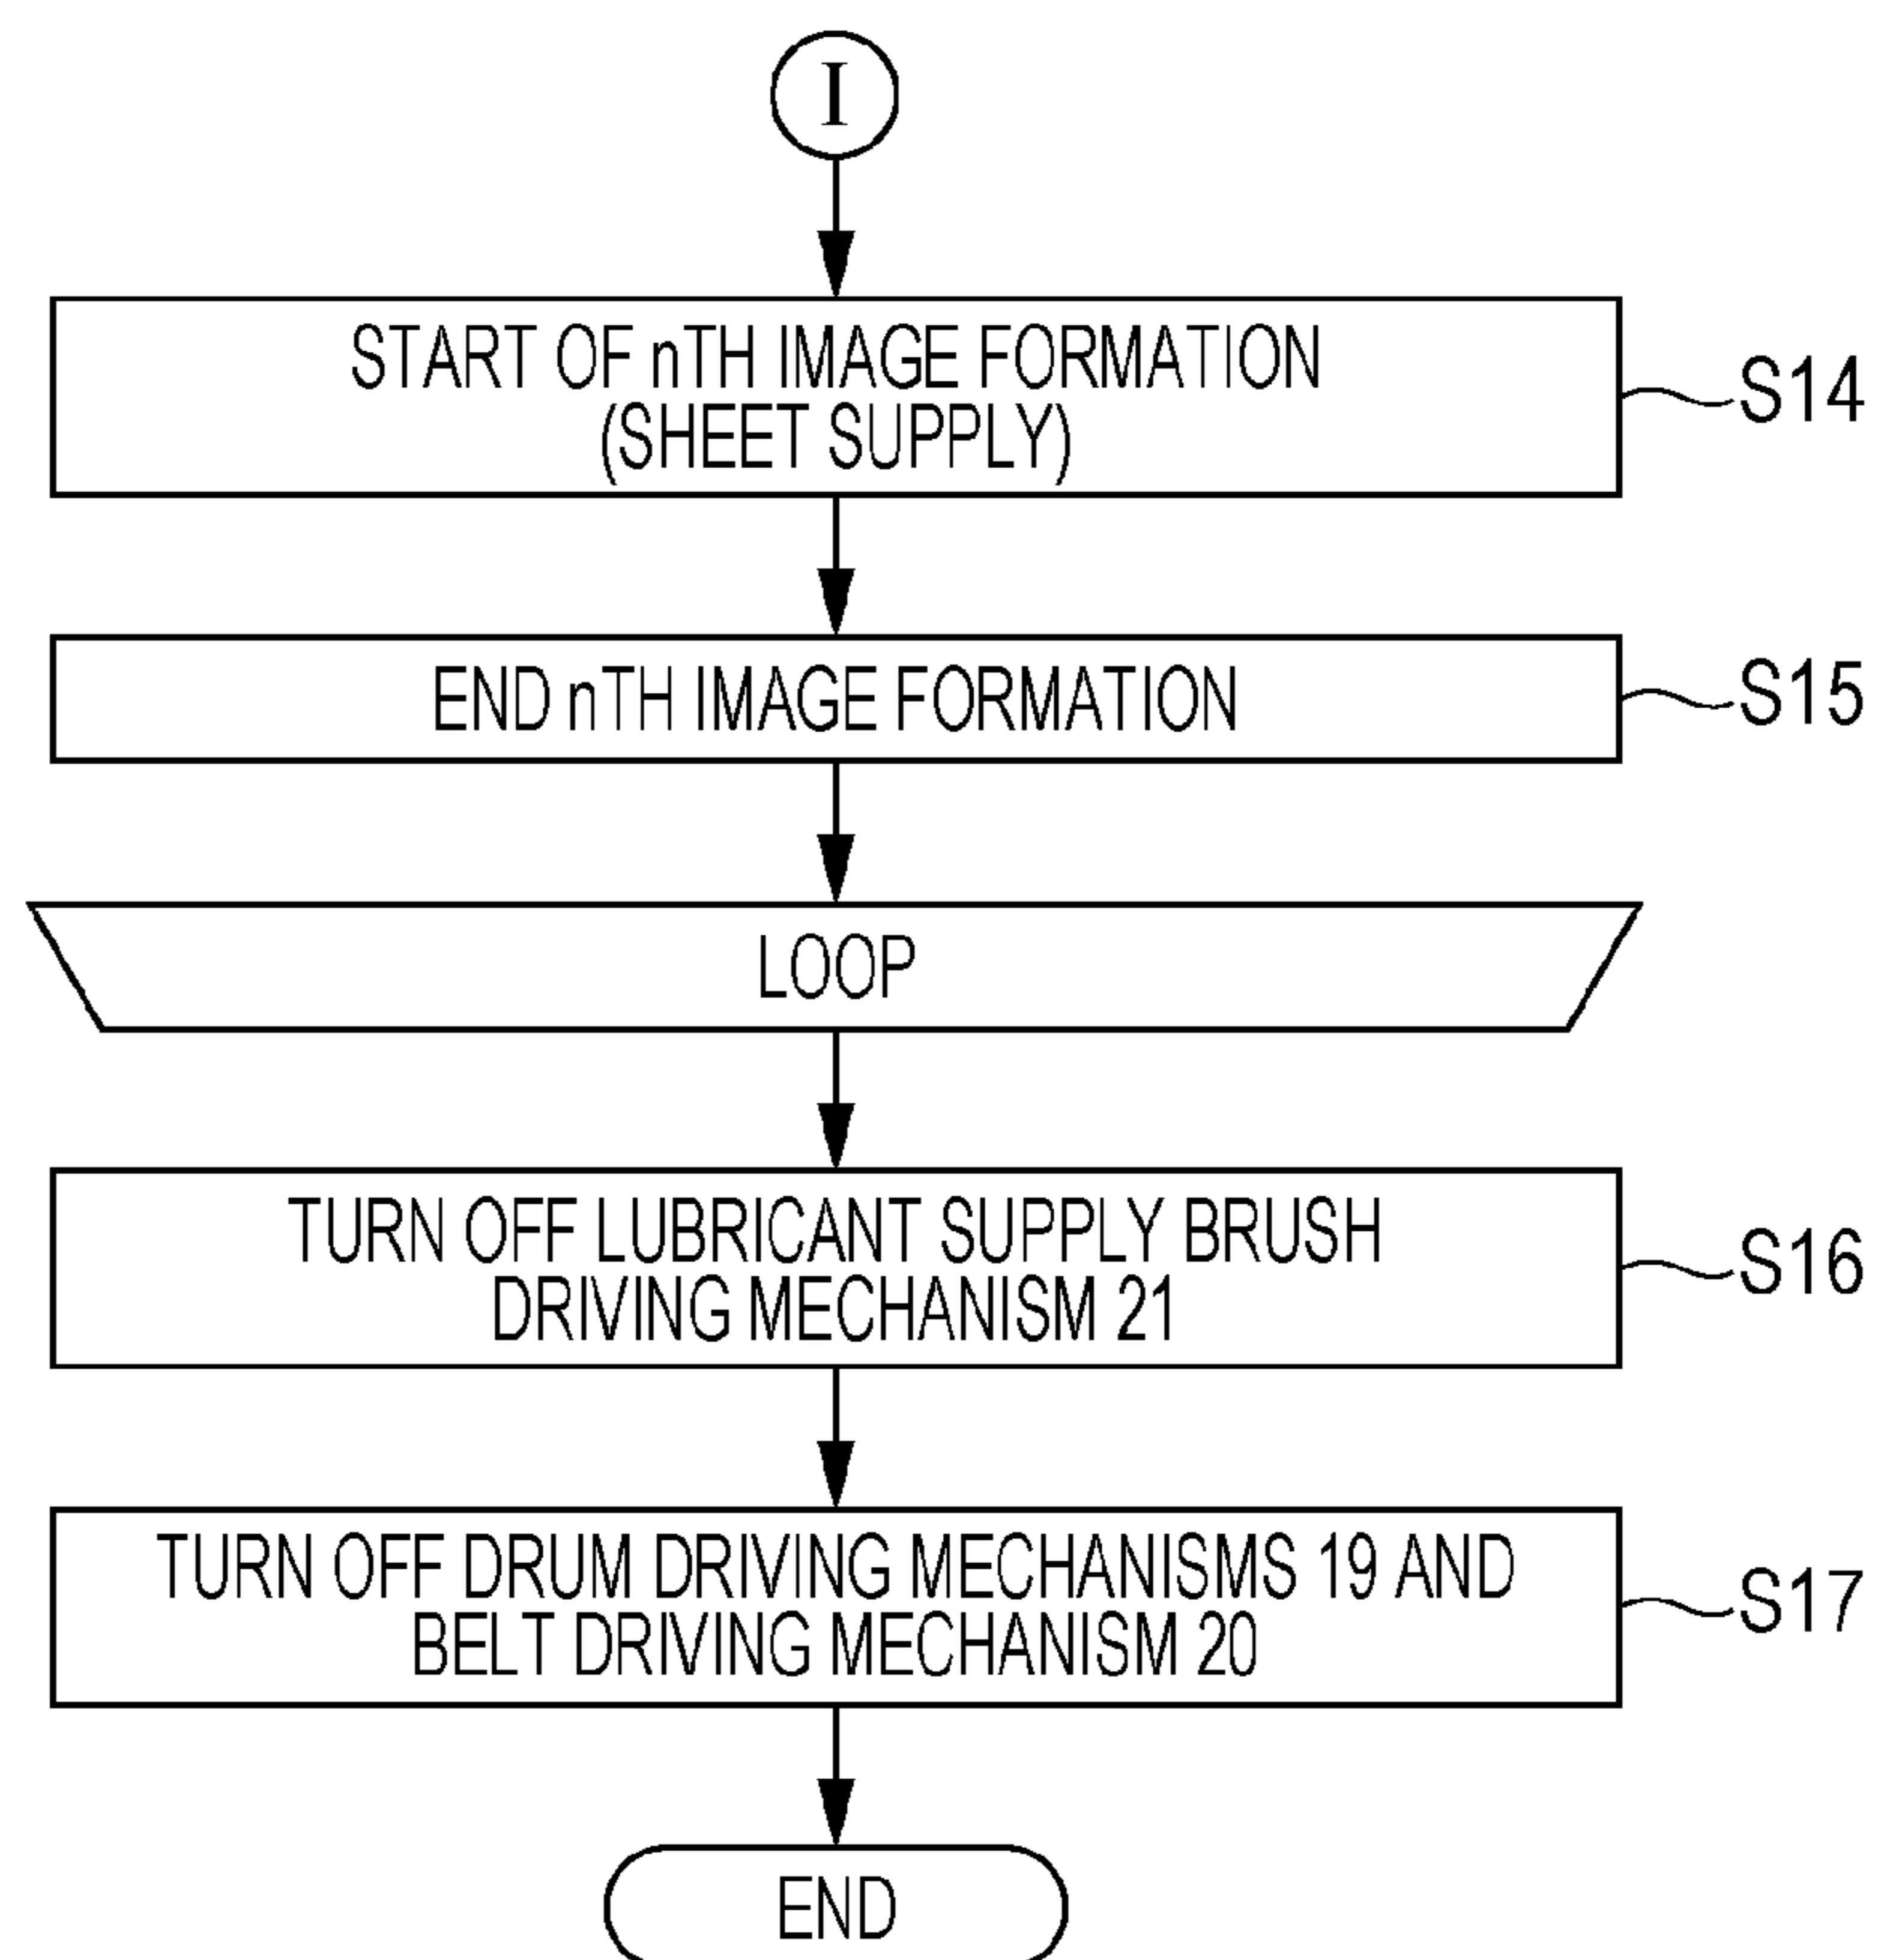 I
START OF nTH IMAGE FORMATION
(SHEET SUPPLY)
S14
END nTH IMAGE FORMATION
S15
LOOP
TURN OFF LUBRICANT SUPPLY BRUSH
DRIVING MECHANISM 21
S16
TURN OFF DRUM DRIVING MECHANISMS 19 AND
BELT DRIVING MECHANISM 20
S17
END